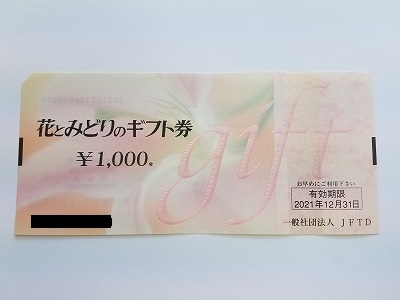 花とみどりのギフト券
¥1,000※
gift
お早めにご利用下さい
有効期限
2021年12月31日
一般社団法人 JFTD